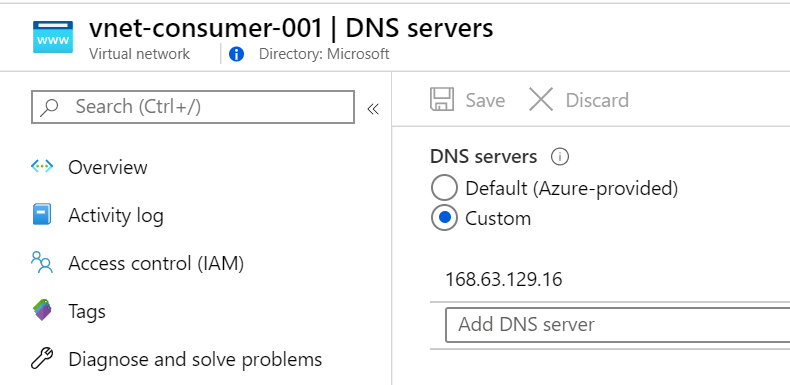 www
vnet-consumer-001 | DNS servers
Virtual network
Directory: Microsoft
Search (Ctrl+/)
«
Overview
Activity log
Access control (IAM)
Tags
Diagnose and solve problems
Save
Discard
DNS servers
Default (Azure-provided)
Custom
168.63.129.16
Add DNS server